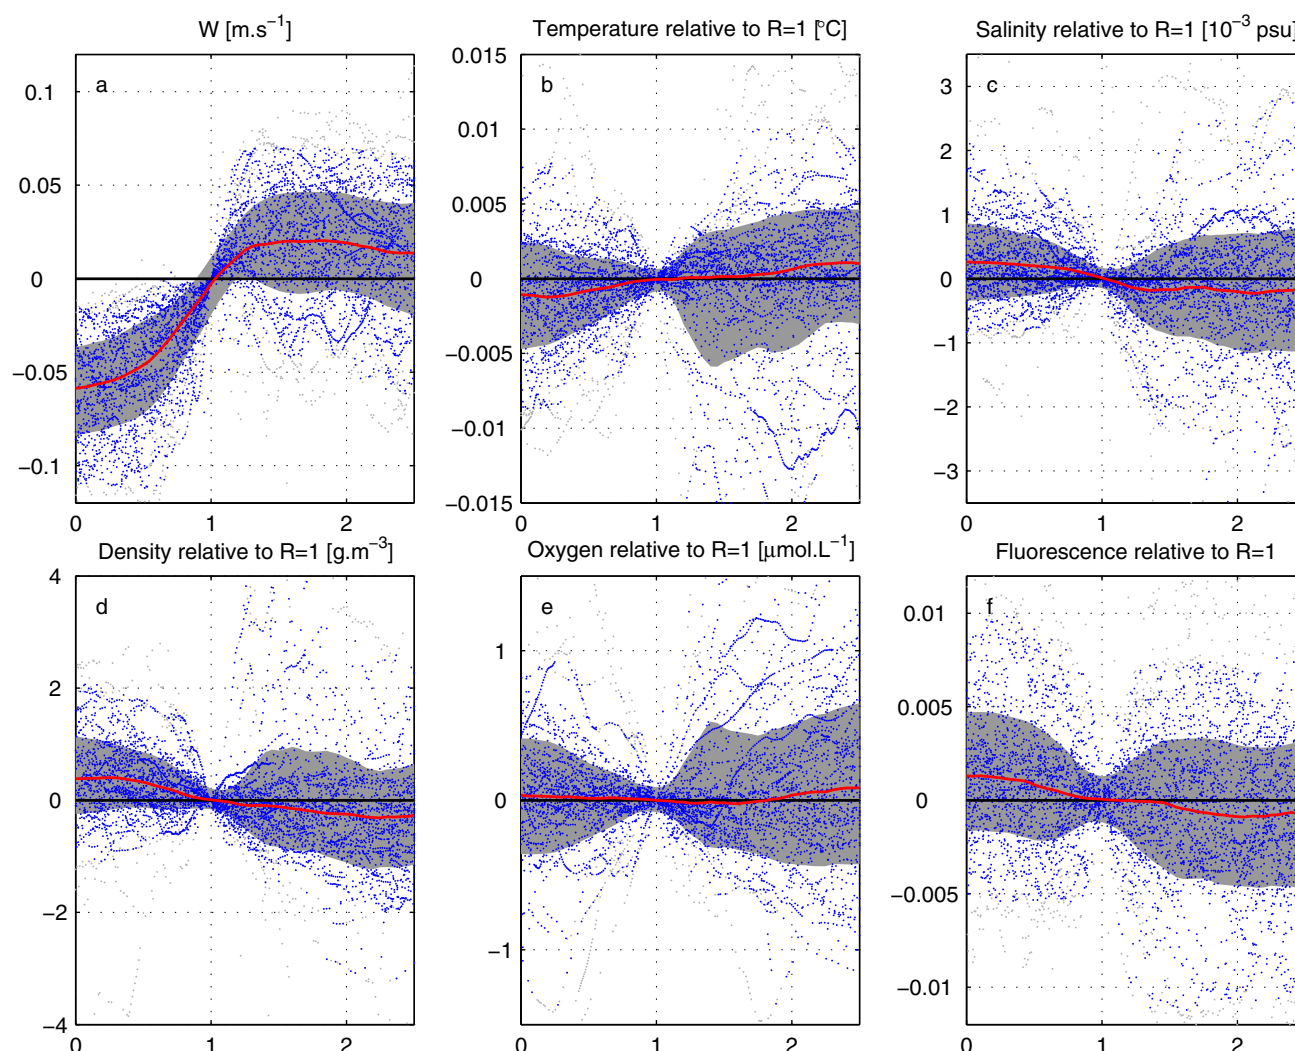 W [m.s−1]
Temperature relative to R=1 [°C]
Salinity relative to R=1 [10−3 psu]
a
0.1
0.05
0
−0.05
−0.1
0 1 2
b
0.015
0.01
0.005
0
−0.005
−0.01
−0.015
0 1 2
c
3
2
1
0
−1
−2
−3
0 1 2
Density relative to R=1 [g.m−3]
Oxygen relative to R=1 [µmol.L−1]
Fluorescence relative to R=1
d
4
2
0
−2
−4
0 1 2
e
1
0
−1
0 1 2
f
0.01
0.005
0
−0.005
−0.01
0 1 2